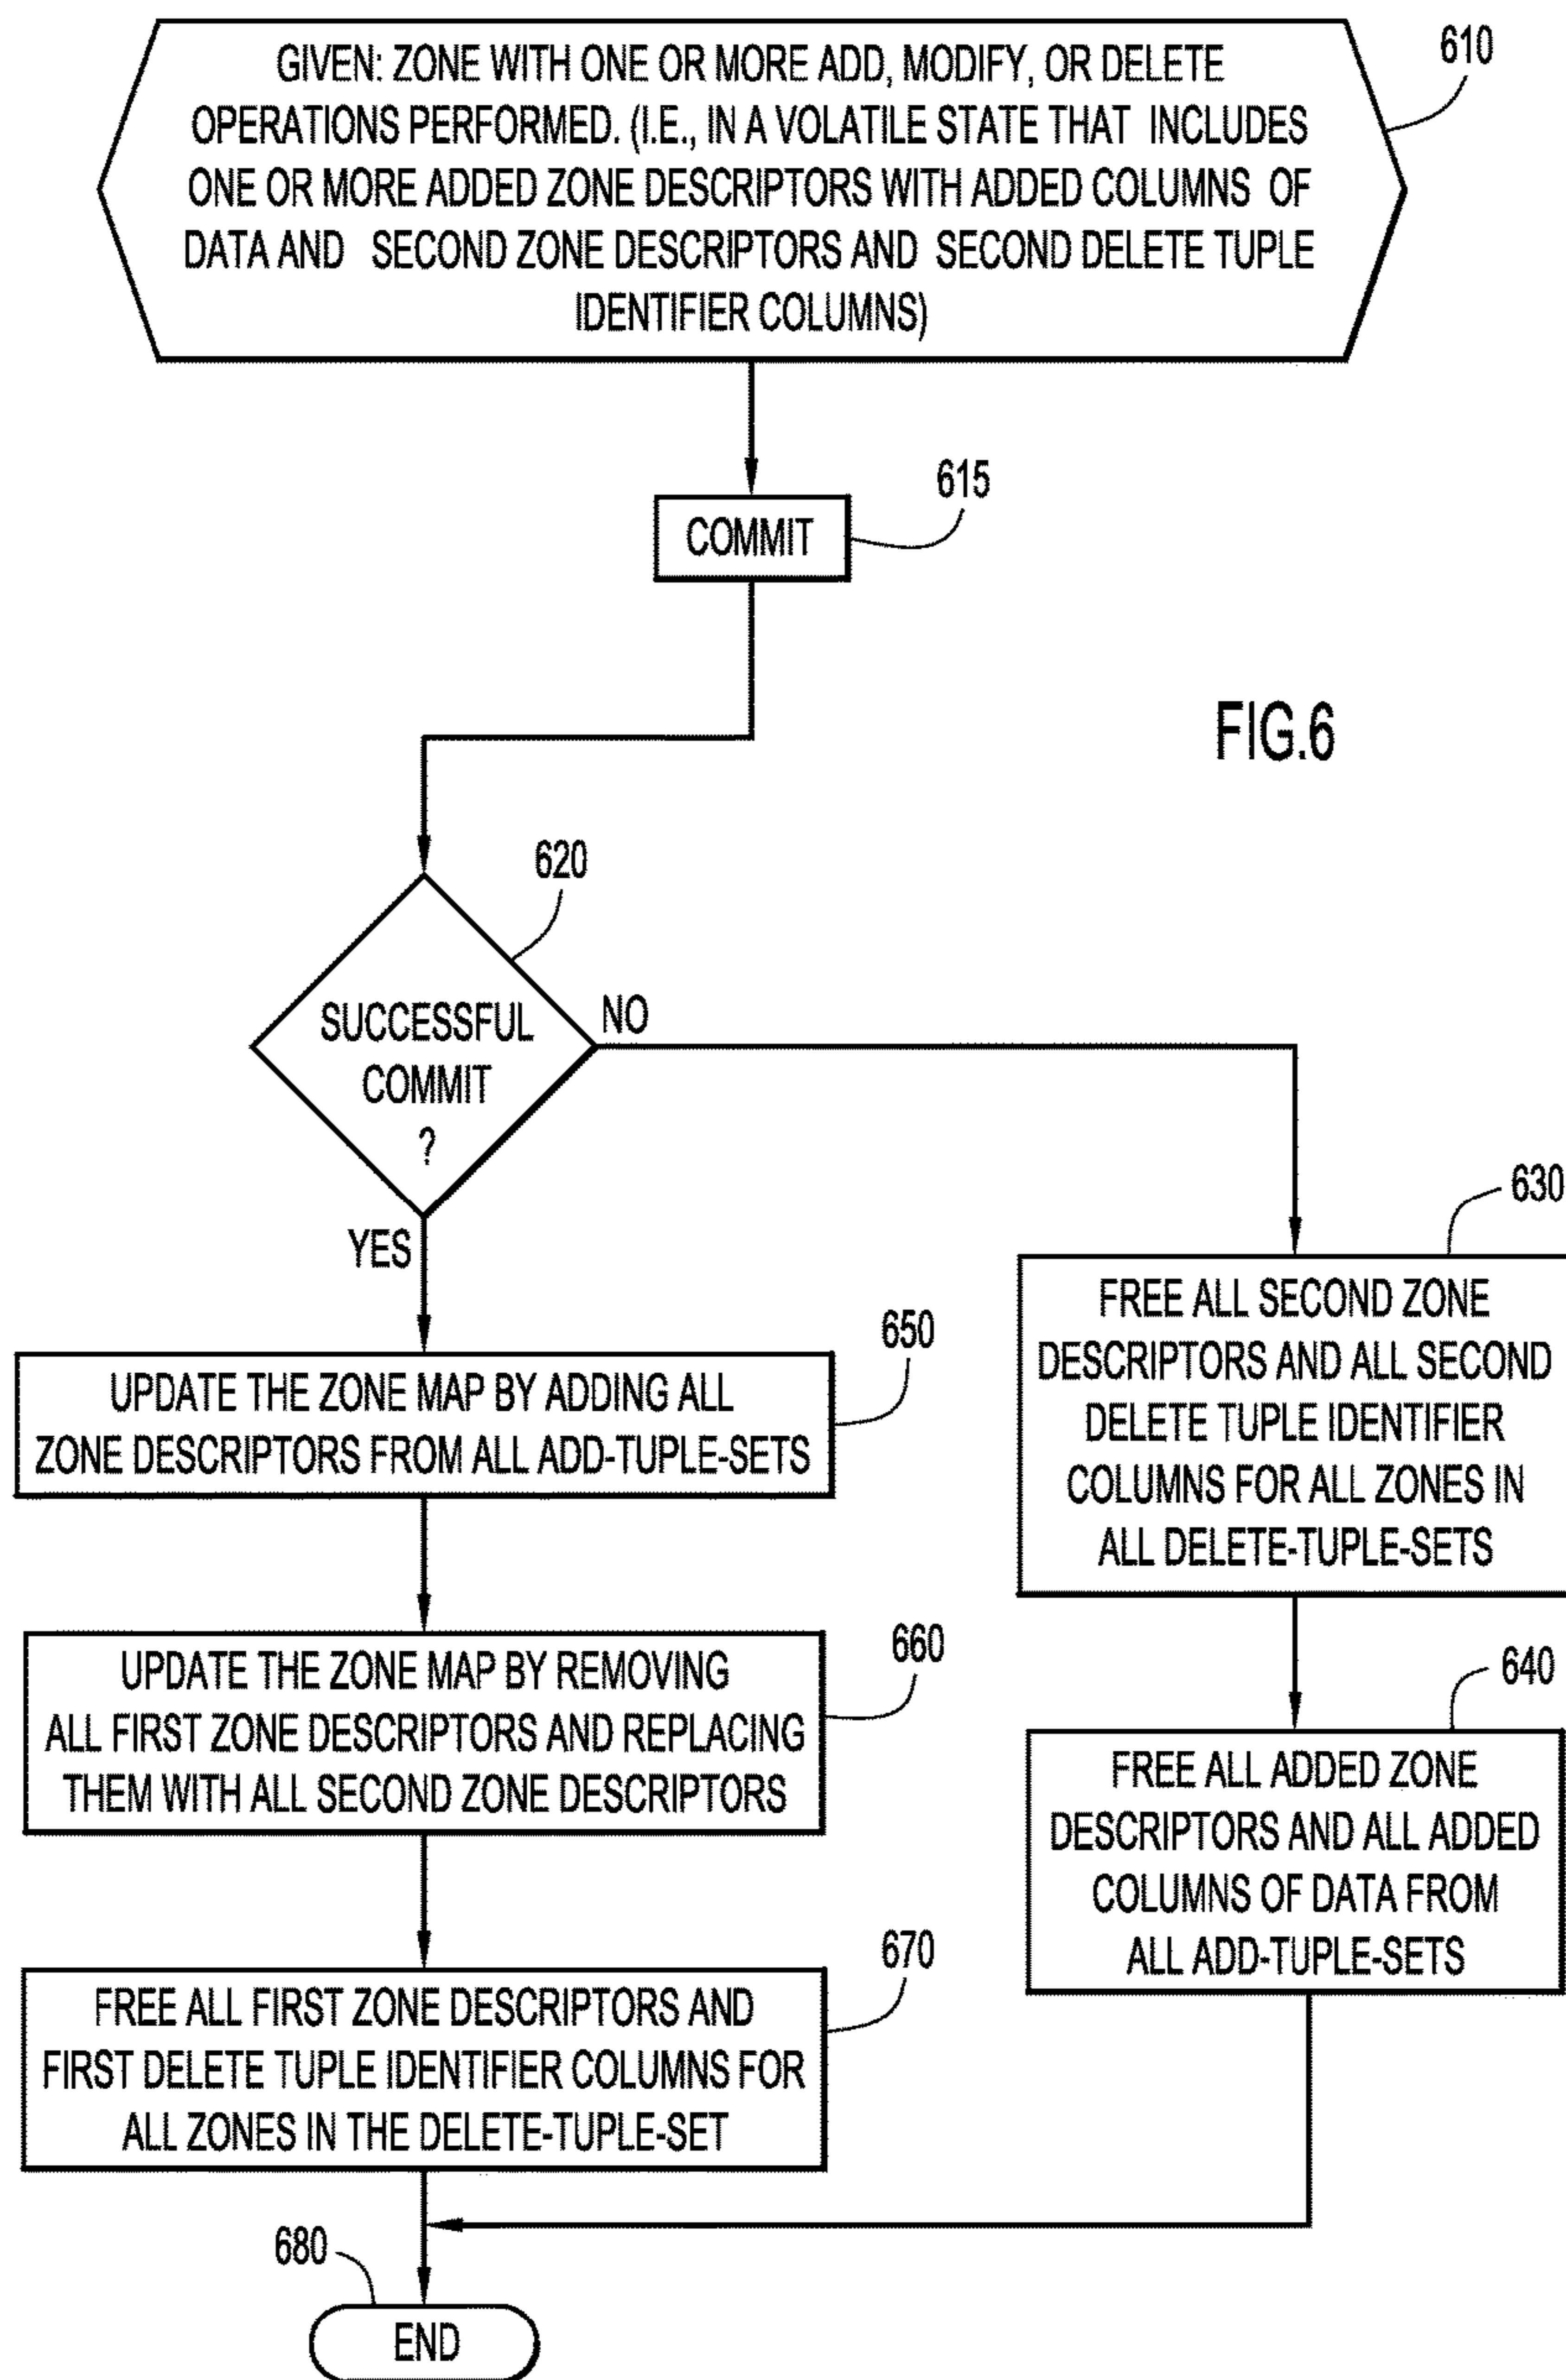 GIVEN: ZONE WITH ONE OR MORE ADD, MODIFY, OR DELETE
OPERATIONS PERFORMED. (I.E., IN A VOLATILE STATE THAT INCLUDES
ONE OR MORE ADDED ZONE DESCRIPTORS WITH ADDED COLUMNS OF
DATA AND SECOND ZONE DESCRIPTORS AND SECOND DELETE TUPLE
IDENTIFIER COLUMNS)
610
COMMIT
615
FIG.6
620
SUCCESSFUL
COMMIT
?
NO
YES
630
FREE ALL SECOND ZONE
DESCRIPTORS AND ALL SECOND
DELETE TUPLE IDENTIFIER
COLUMNS FOR ALL ZONES IN
ALL DELETE-TUPLE-SETS
650
UPDATE THE ZONE MAP BY ADDING ALL
ZONE DESCRIPTORS FROM ALL ADD-TUPLE-SETS
660
UPDATE THE ZONE MAP BY REMOVING
ALL FIRST ZONE DESCRIPTORS AND REPLACING
THEM WITH ALL SECOND ZONE DESCRIPTORS
640
FREE ALL ADDED ZONE
DESCRIPTORS AND ALL ADDED
COLUMNS OF DATA FROM
ALL ADD-TUPLE-SETS
670
FREE ALL FIRST ZONE DESCRIPTORS AND
FIRST DELETE TUPLE IDENTIFIER COLUMNS FOR
ALL ZONES IN THE DELETE-TUPLE-SET
680
END